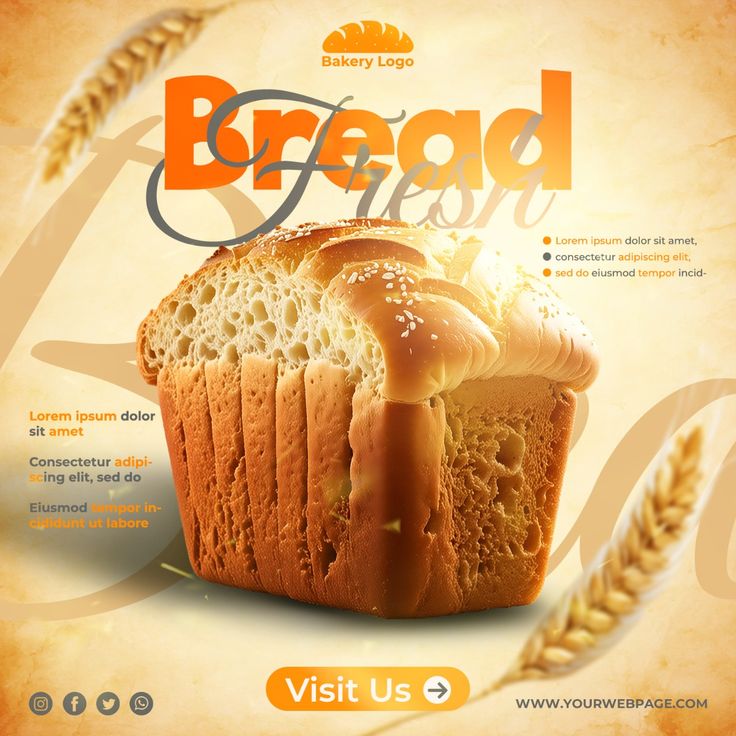 Bakery Logo
Bread
Fresh
Lorem ipsum dolor sit amet,
consectetur adipiscing elit,
sed do eiusmod tempor incid-
Lorem ipsum dolor
sit amet
Consectetur adipi-
scing elit, sed do
Eiusmod tempor in-
cididunt ut labore
Visit Us
WWW.YOURWEBPAGE.COM